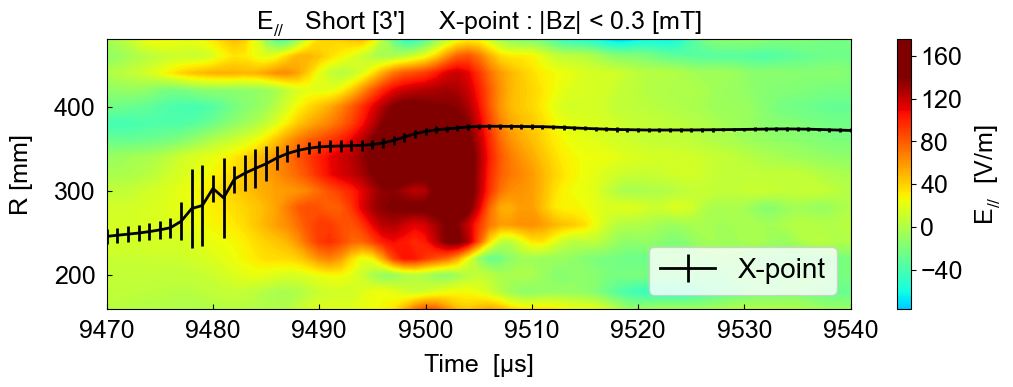 E// Short [3'] X-point : |Bz| < 0.3 [mT]
R [mm]
400
300
200
160
120
80
40
0
−40
E// [V/m]
X-point
9470 9480 9490 9500 9510 9520 9530 9540
Time [μs]